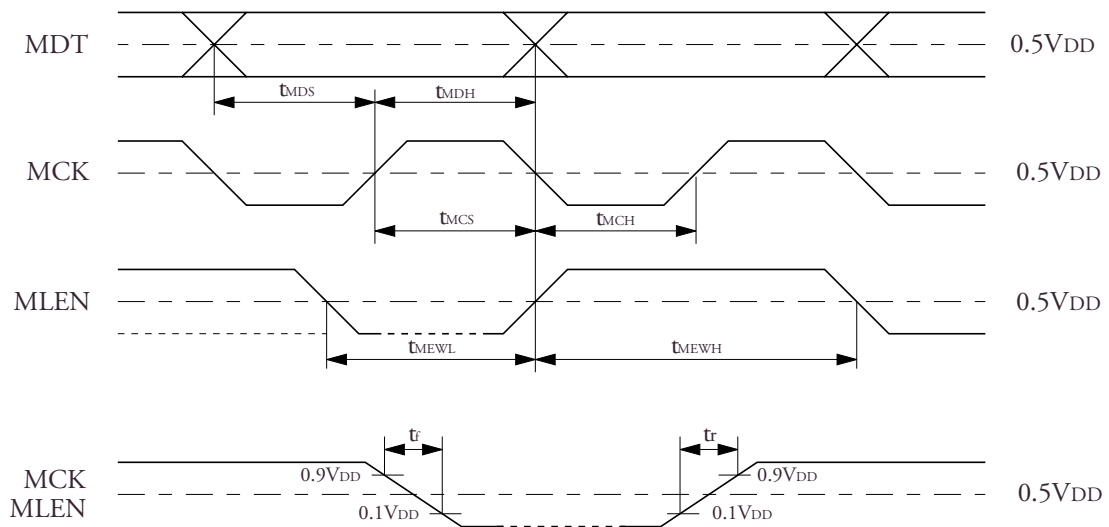 MDT
0.5VDD
tMDS
tMDH
MCK
0.5VDD
tMCS
tMCH
MLEN
0.5VDD
tMEWL
tMEWH
tf
tr
MCK
MLEN
0.9VDD
0.9VDD
0.5VDD
0.1VDD
0.1VDD